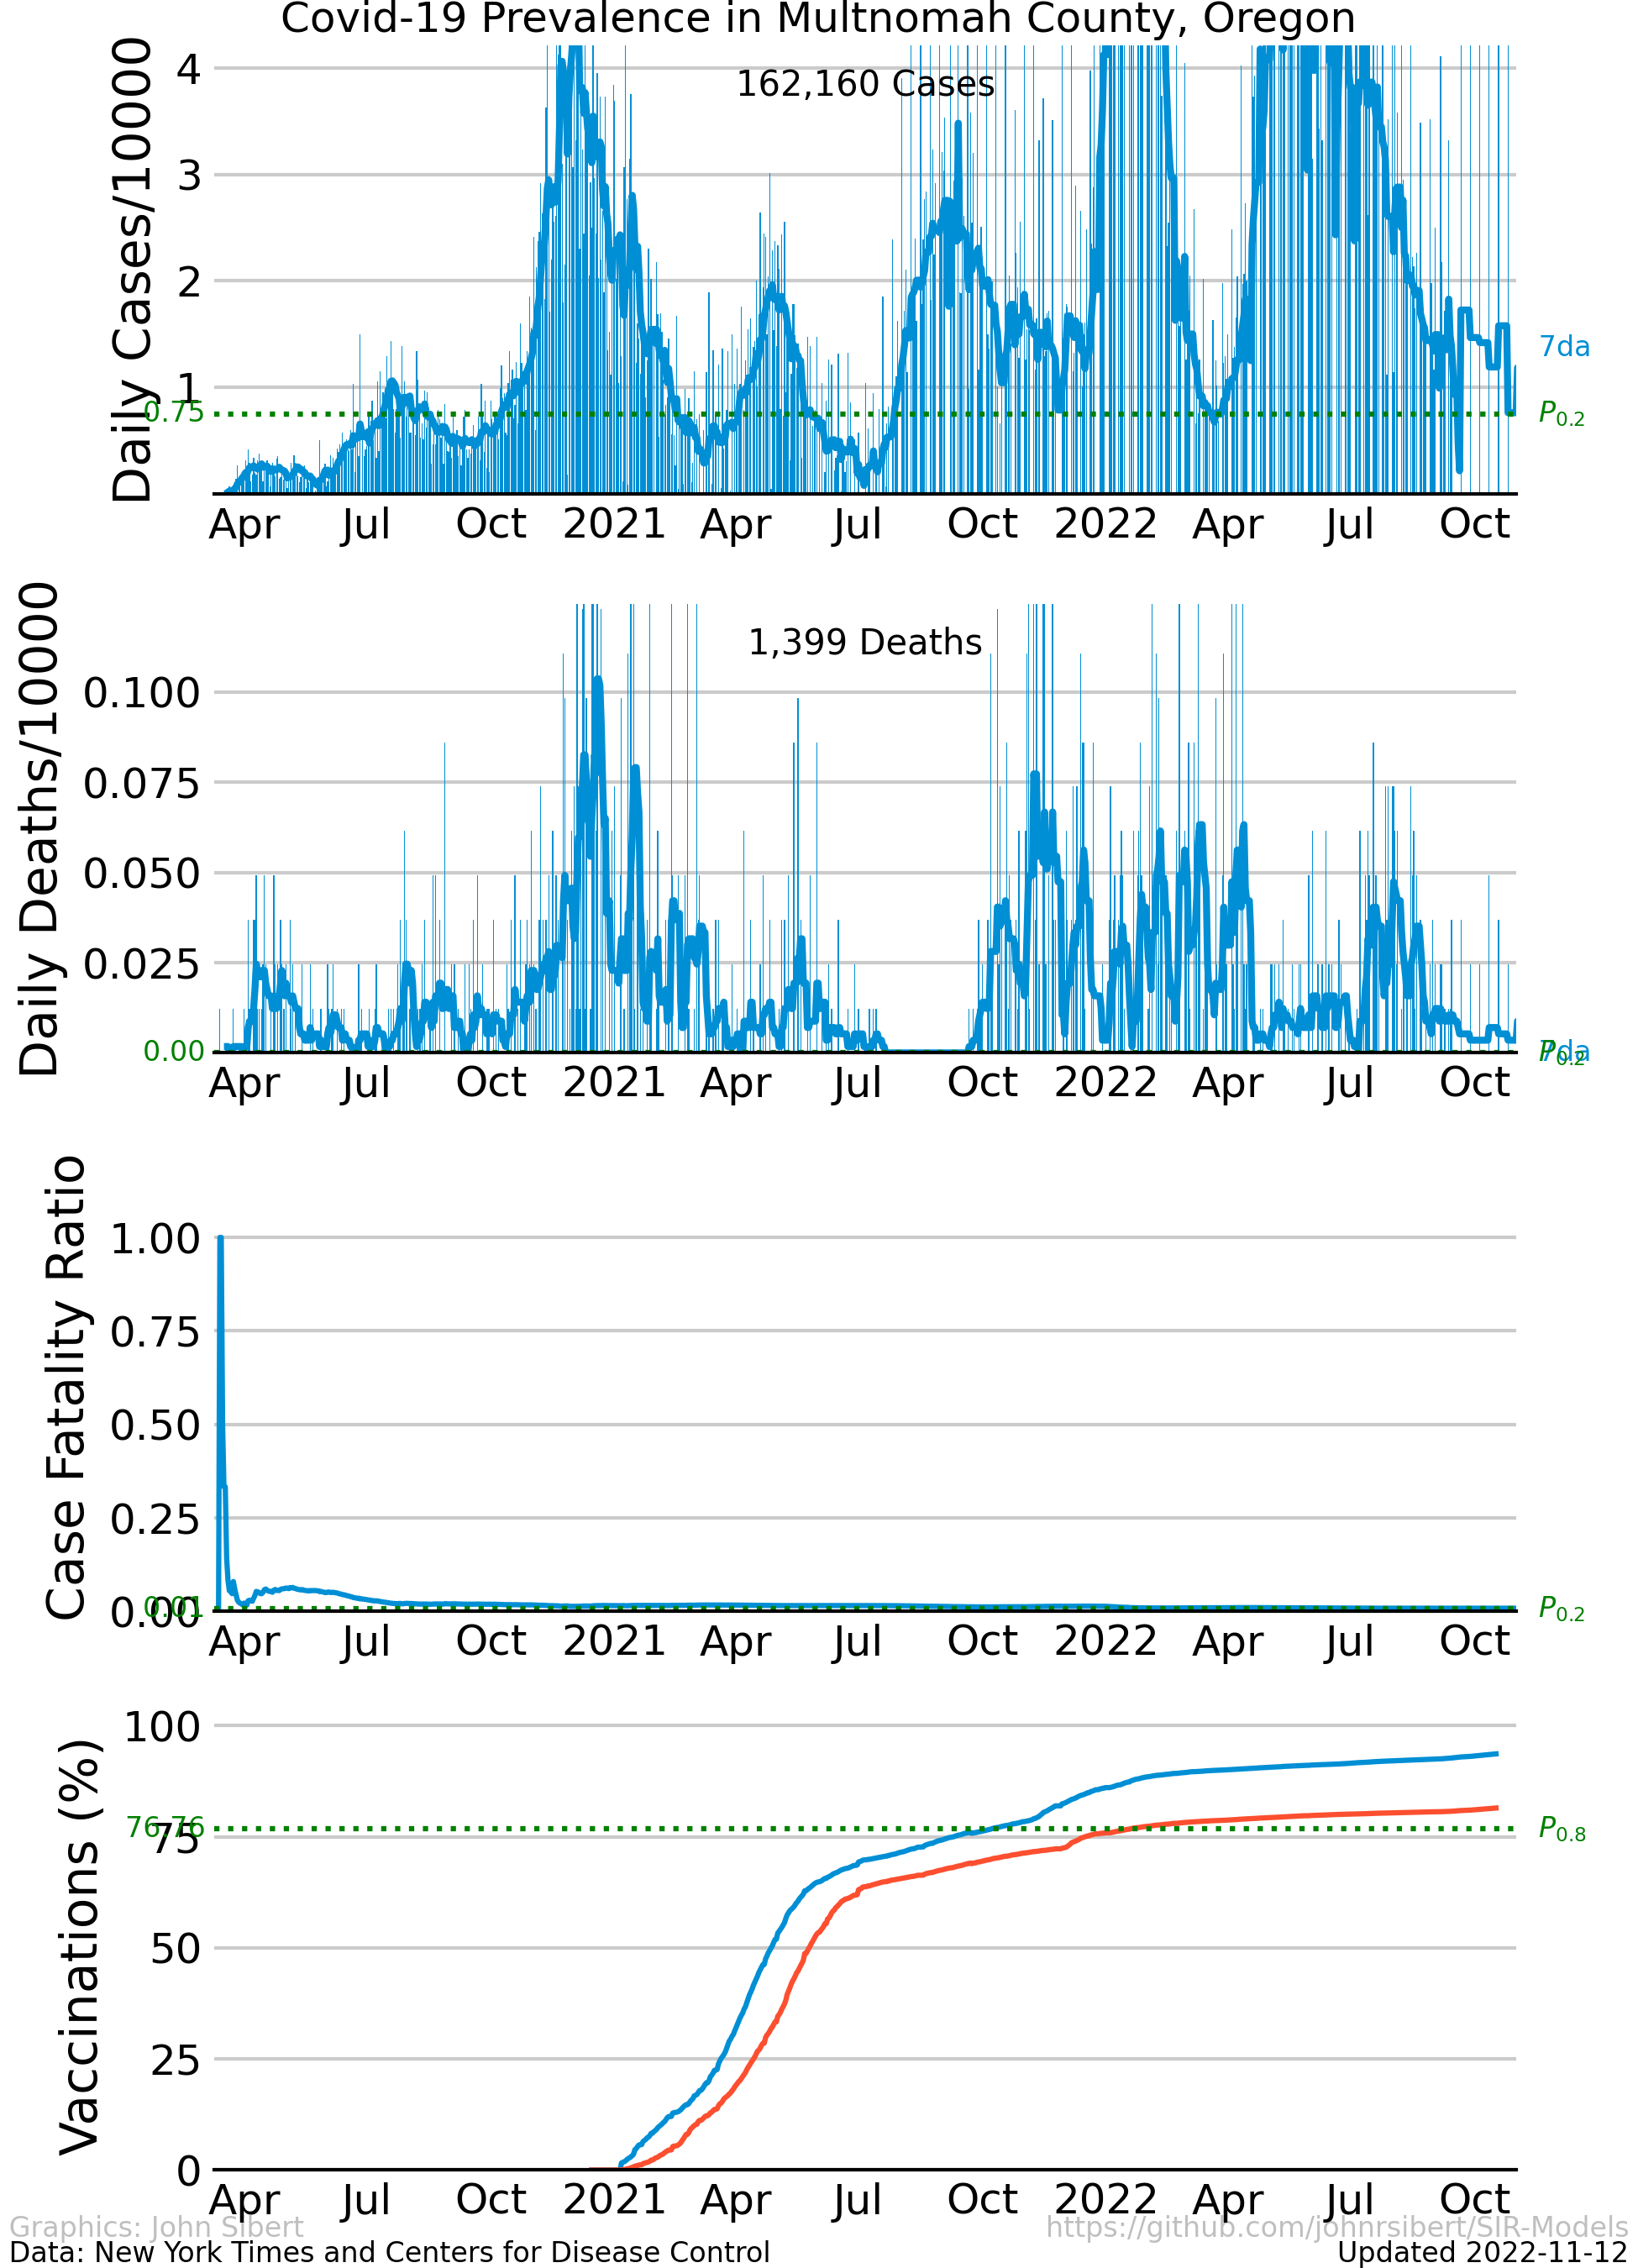 Covid-19 Prevalence in Multnomah County, Oregon
Daily Cases/10000
162,160 Cases
4
3
2
1
0.75
7da
P0.2
Apr Jul Oct 2021 Apr Jul Oct 2022 Apr Jul Oct
Daily Deaths/10000
1,399 Deaths
0.100
0.075
0.050
0.025
0.00
7da
P0.2
Apr Jul Oct 2021 Apr Jul Oct 2022 Apr Jul Oct
Case Fatality Ratio
1.00
0.75
0.50
0.25
0.00
0.01
P0.2
Apr Jul Oct 2021 Apr Jul Oct 2022 Apr Jul Oct
Vaccinations (%)
100
76.76
75
P0.8
50
25
0
Apr Jul Oct 2021 Apr Jul Oct 2022 Apr Jul Oct
Graphics: John Sibert
https://github.com/johnrsibert/SIR-Models
Data: New York Times and Centers for Disease Control
Updated 2022-11-12